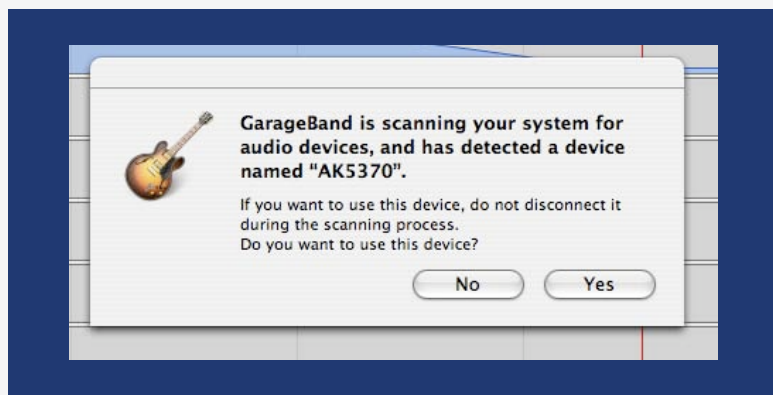 GarageBand is scanning your system for
audio devices, and has detected a device
named “AK5370”.
If you want to use this device, do not disconnect it
during the scanning process.
Do you want to use this device?
No Yes